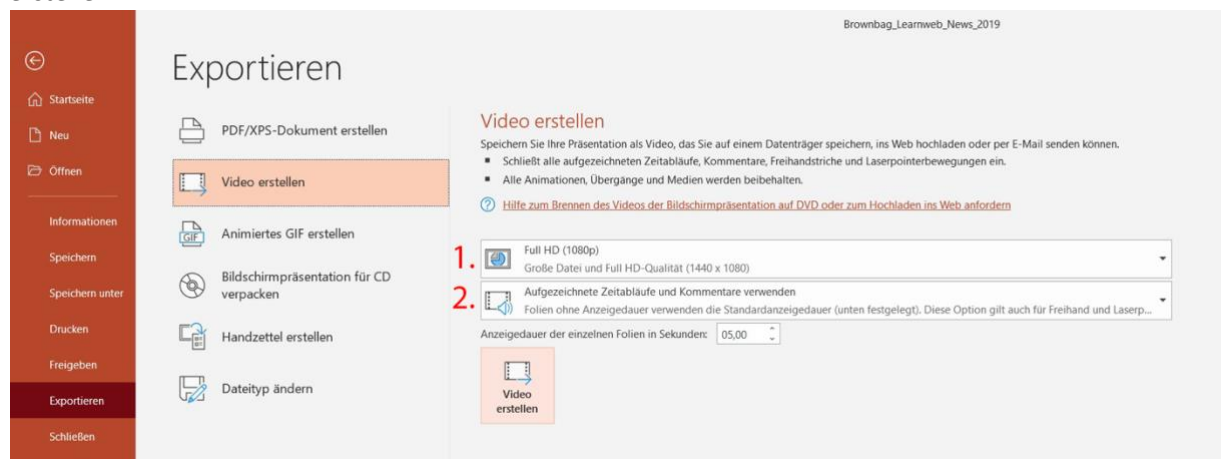 Brownbag_Learnweb_News_2019
Startseite
Neu
Öffnen
Informationen
Speichern
Speichern unter
Drucken
Freigeben
Exportieren
Schließen
Exportieren
PDF/XPS-Dokument erstellen
Video erstellen
GIF
Animiertes GIF erstellen
Bildschirmpräsentation für CD
verpacken
Handzettel erstellen
Dateityp ändern
Video erstellen
Speichern Sie Ihre Präsentation als Video, das Sie auf einem Datenträger speichern, ins Web hochladen oder per E-Mail senden können.
▪ Schließt alle aufgezeichneten Zeitabläufe, Kommentare, Freihandstriche und Laserpointerbewegungen ein.
▪ Alle Animationen, Übergänge und Medien werden beibehalten.
? Hilfe zum Brennen des Videos der Bildschirmpräsentation auf DVD oder zum Hochladen ins Web anfordern
1.
Full HD (1080p)
Große Datei und Full HD-Qualität (1440 x 1080)
2.
Aufgezeichnete Zeitabläufe und Kommentare verwenden
Folien ohne Anzeigedauer verwenden die Standardanzeigedauer (unten festgelegt). Diese Option gilt auch für Freihand und Laserp...
Anzeigedauer der einzelnen Folien in Sekunden: 05,00
Video
erstellen